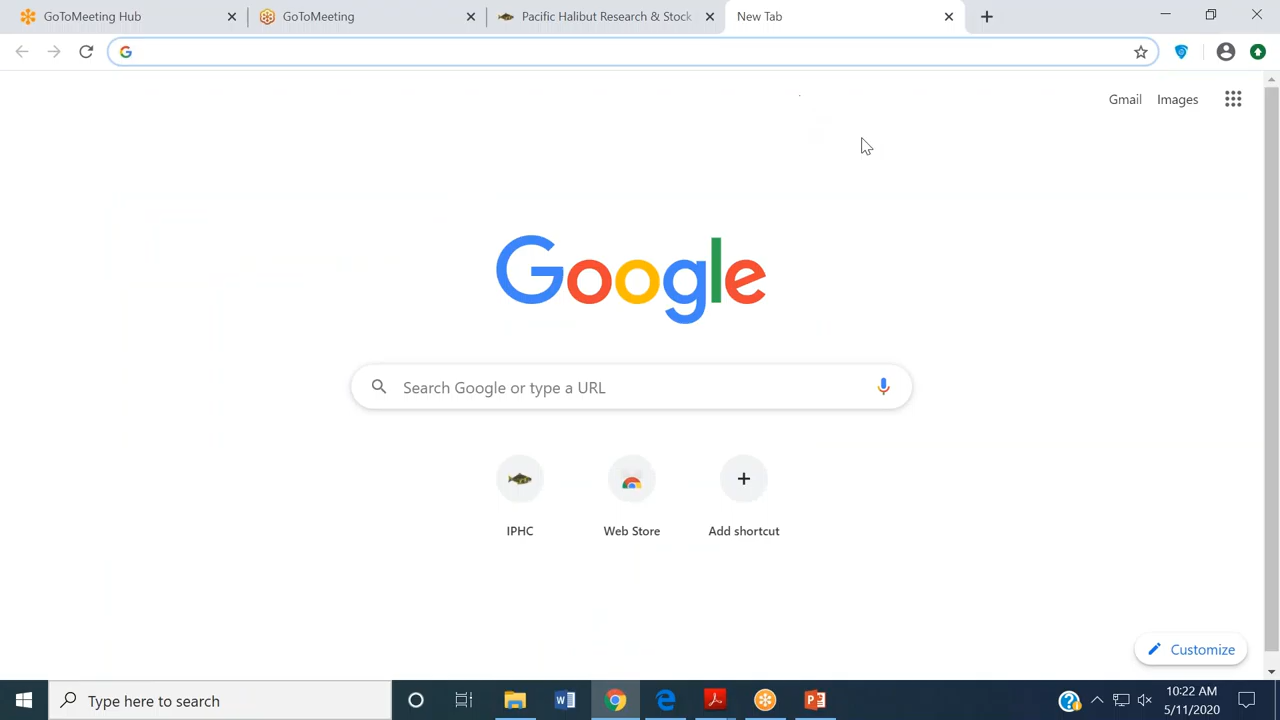 GoToMeeting Hub
GoToMeeting
Pacific Halibut Research & Stock
New Tab
Gmail Images
Google
Search Google or type a URL
IPHC
Web Store
Add shortcut
Customize
Type here to search
10:22 AM
5/11/2020